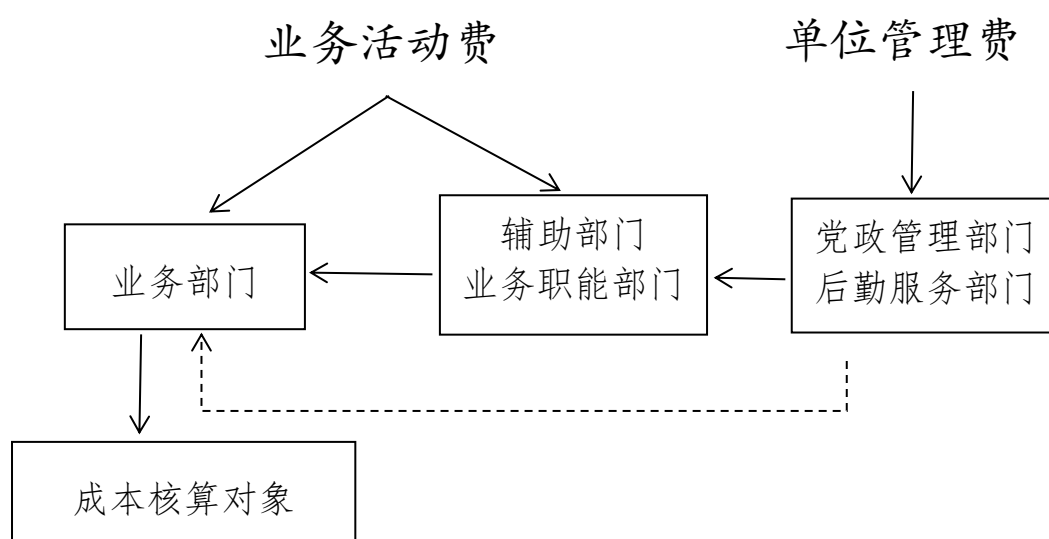 业务活动费
单位管理费
辅助部门
业务职能部门
党政管理部门
后勤服务部门
业务部门
成本核算对象